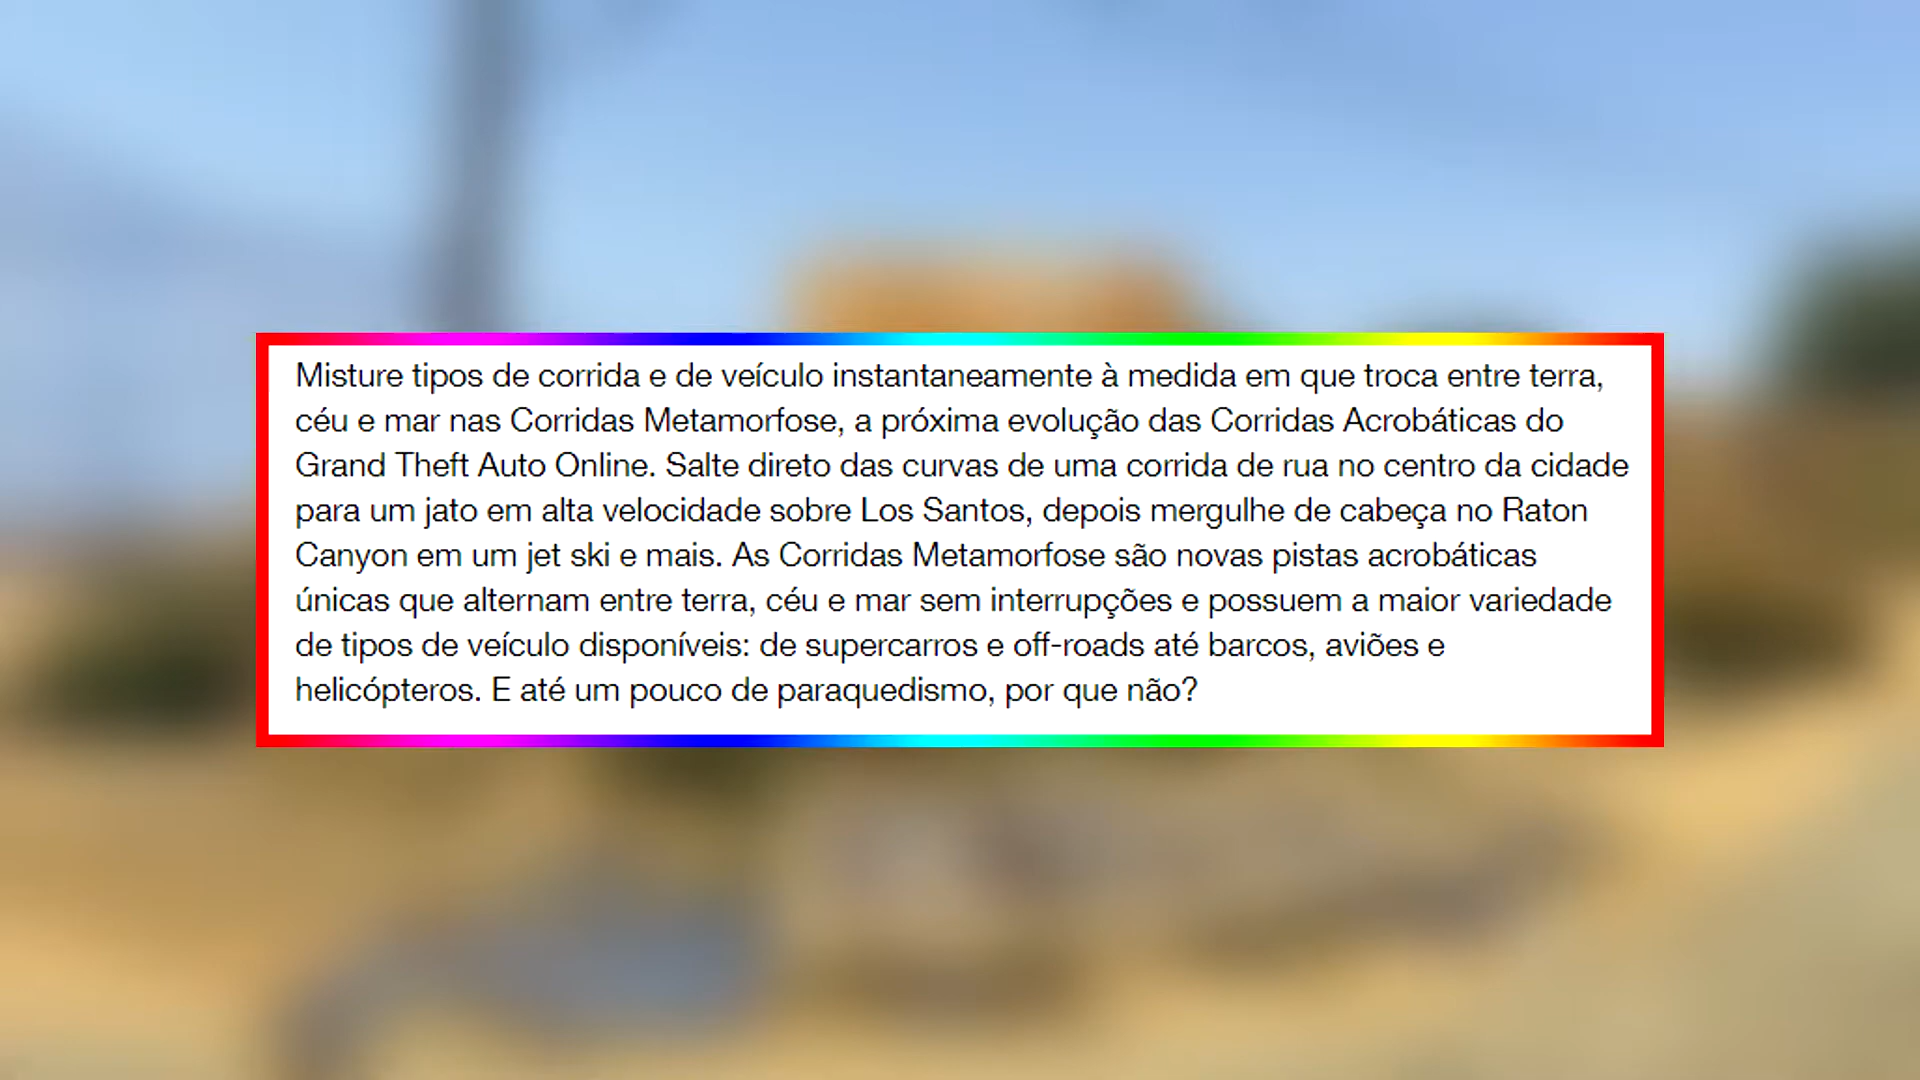 Misture tipos de corrida e de veículo instantaneamente à medida em que troca entre terra,
céu e mar nas Corridas Metamorfose, a próxima evolução das Corridas Acrobáticas do
Grand Theft Auto Online. Salte direto das curvas de uma corrida de rua no centro da cidade
para um jato em alta velocidade sobre Los Santos, depois mergulhe de cabeça no Raton
Canyon em um jet ski e mais. As Corridas Metamorfose são novas pistas acrobáticas
únicas que alternam entre terra, céu e mar sem interrupções e possuem a maior variedade
de tipos de veículo disponíveis: de supercarros e off-roads até barcos, aviões e
helicópteros. E até um pouco de paraquedismo, por que não?